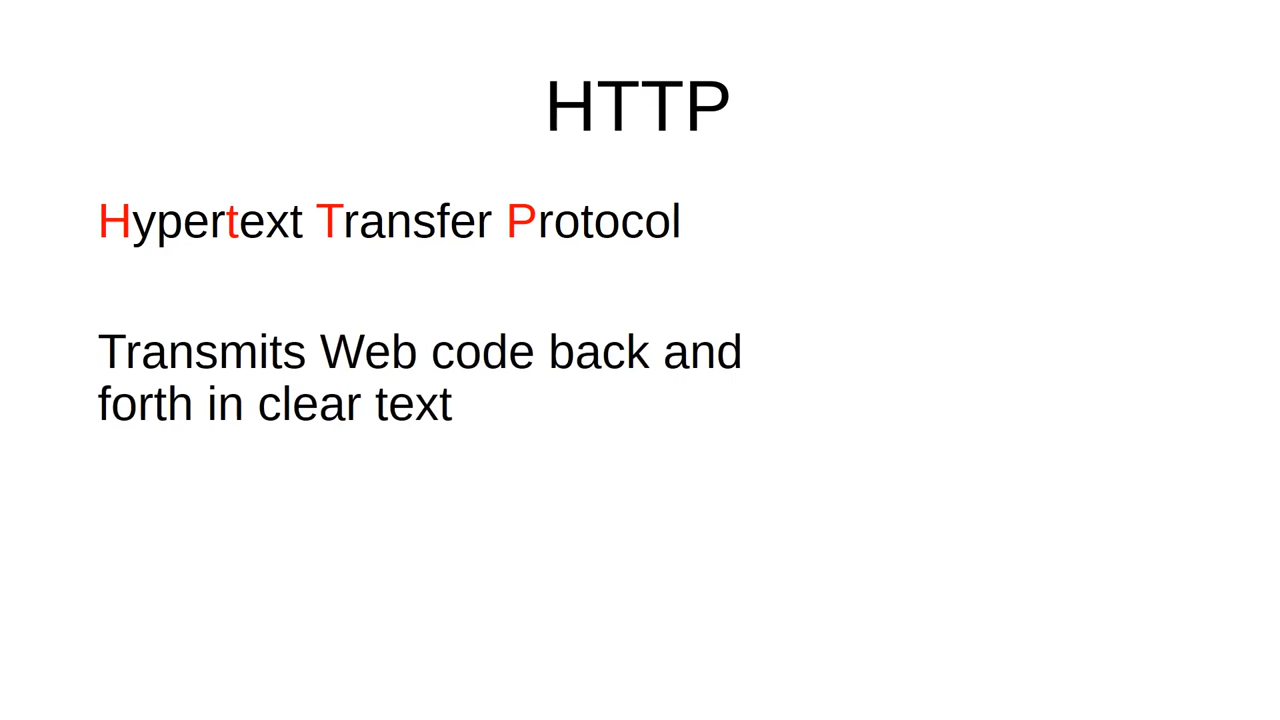 HTTP
Hypertext Transfer Protocol
Transmits Web code back and
forth in clear text